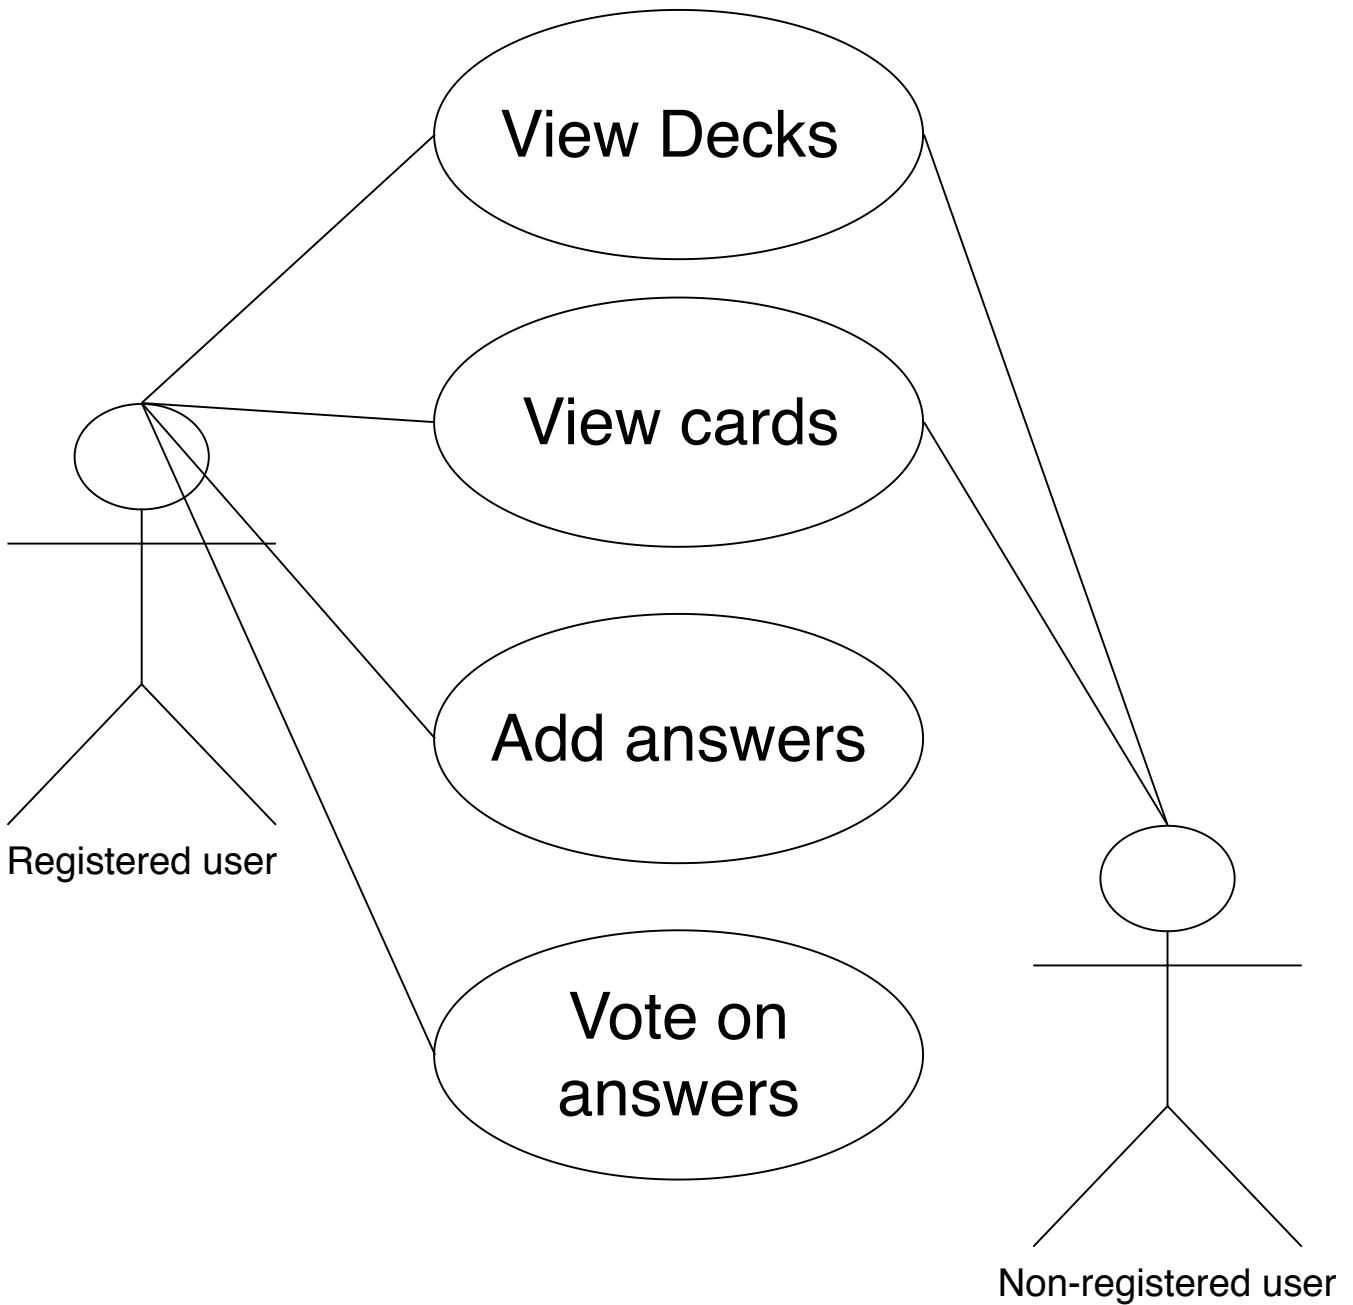 View Decks
View cards
Add answers
Registered user
Vote on
answers
Non-registered user